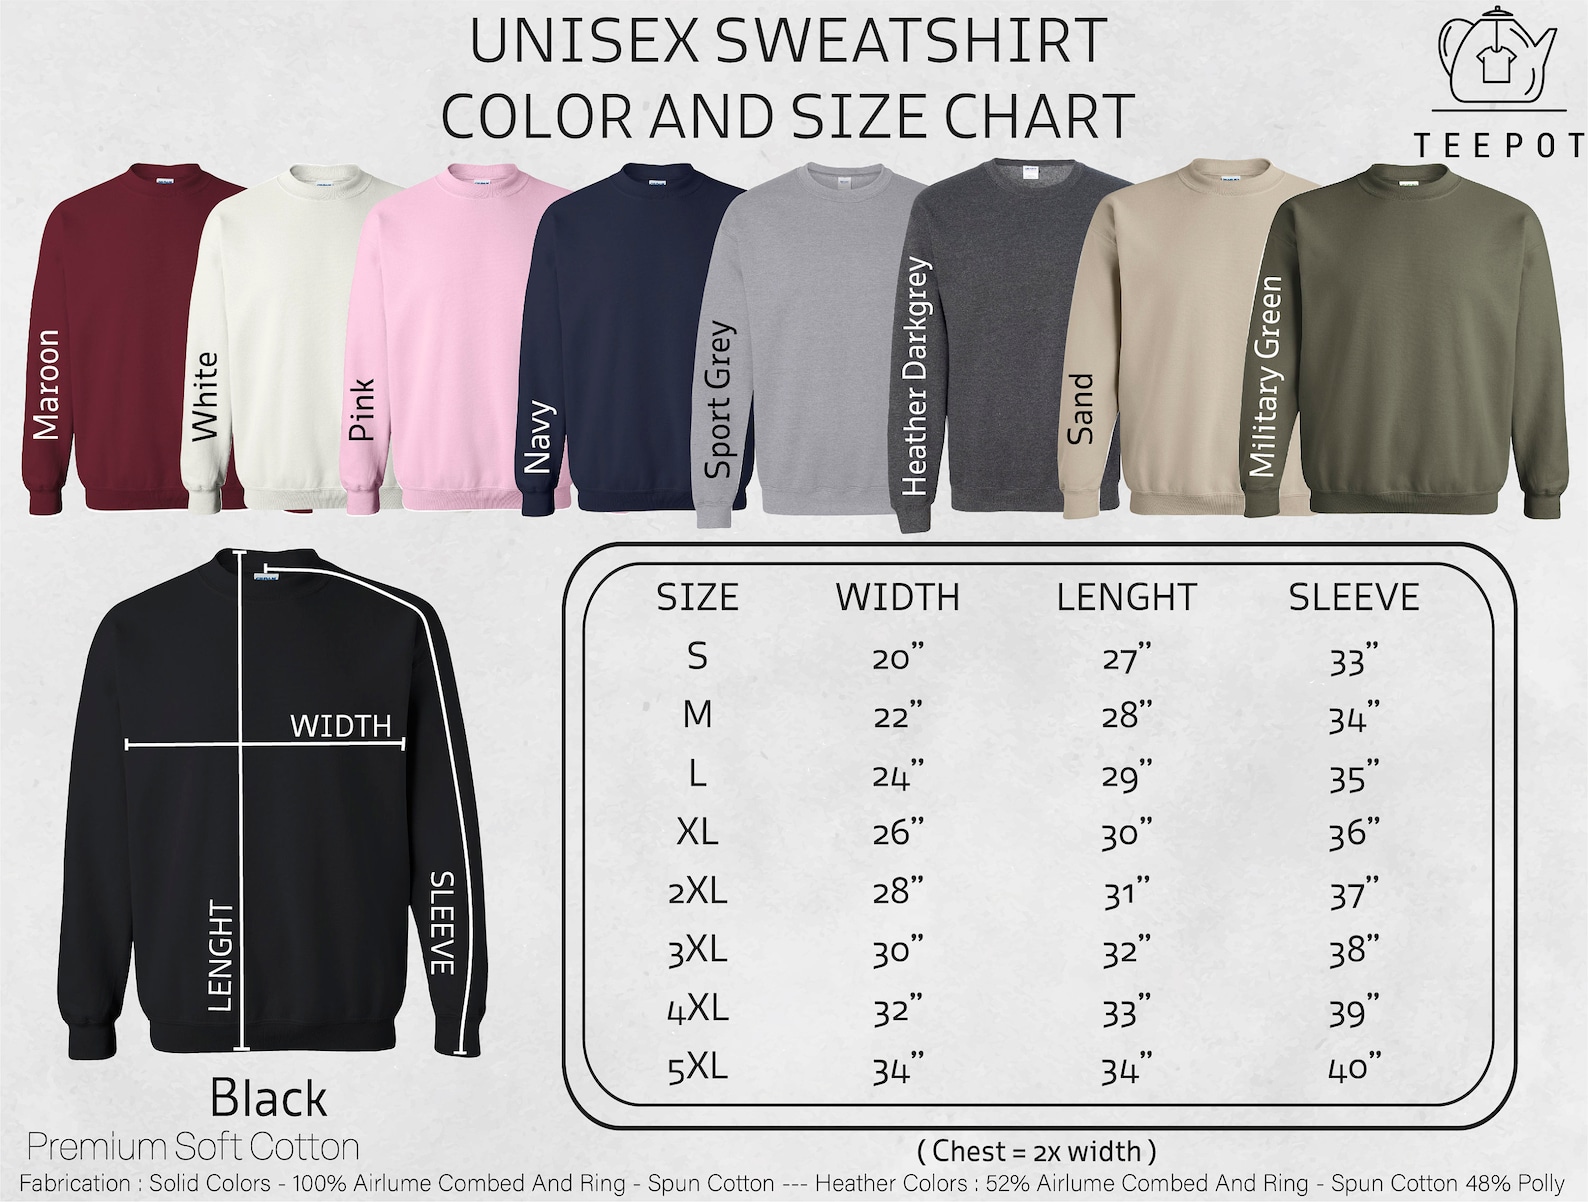 UNISEX SWEATSHIRT
COLOR AND SIZE CHART
TEEPOT
Maroon
White
Pink
Navy
Sport Grey
Heather Darkgrey
Sand
Military Green
WIDTH
LENGHT
SLEEVE
Black
SIZE WIDTH LENGHT SLEEVE
S 20” 27” 33”
M 22” 28” 34”
L 24” 29” 35”
XL 26” 30” 36”
2XL 28” 31” 37”
3XL 30” 32” 38”
4XL 32” 33” 39”
5XL 34” 34” 40”
( Chest = 2x width )
Premium Soft Cotton
Fabrication : Solid Colors - 100% Airlume Combed And Ring - Spun Cotton --- Heather Colors : 52% Airlume Combed And Ring - Spun Cotton 48% Polly